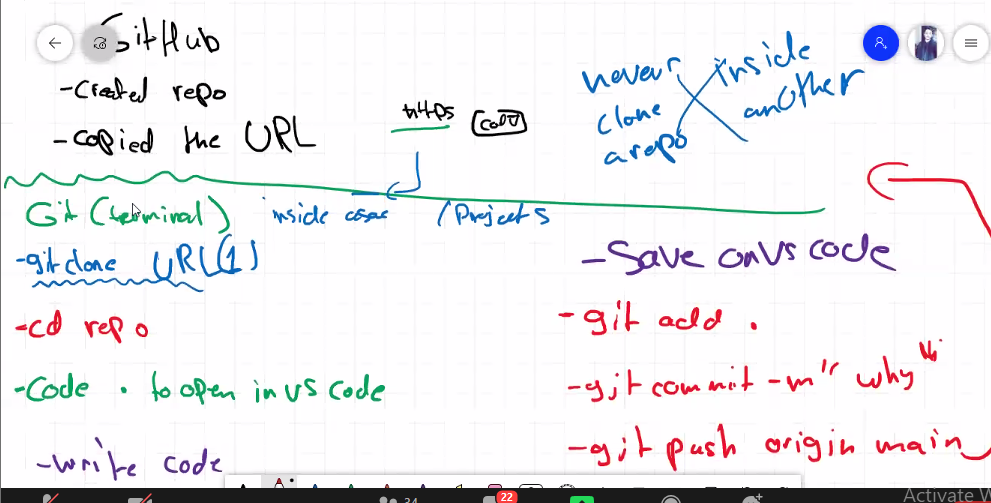 GitHub
-Created repo
-copied the URL
https
Code
never inside
clone another
a repo
Git (terminal) inside /Projects
-git clone URL(1)
-cd repo
-Code . to open in vs code
-write code
-Save on vs code
-git add .
-git commit -m" why "
-git push origin main
34
22
Activate W